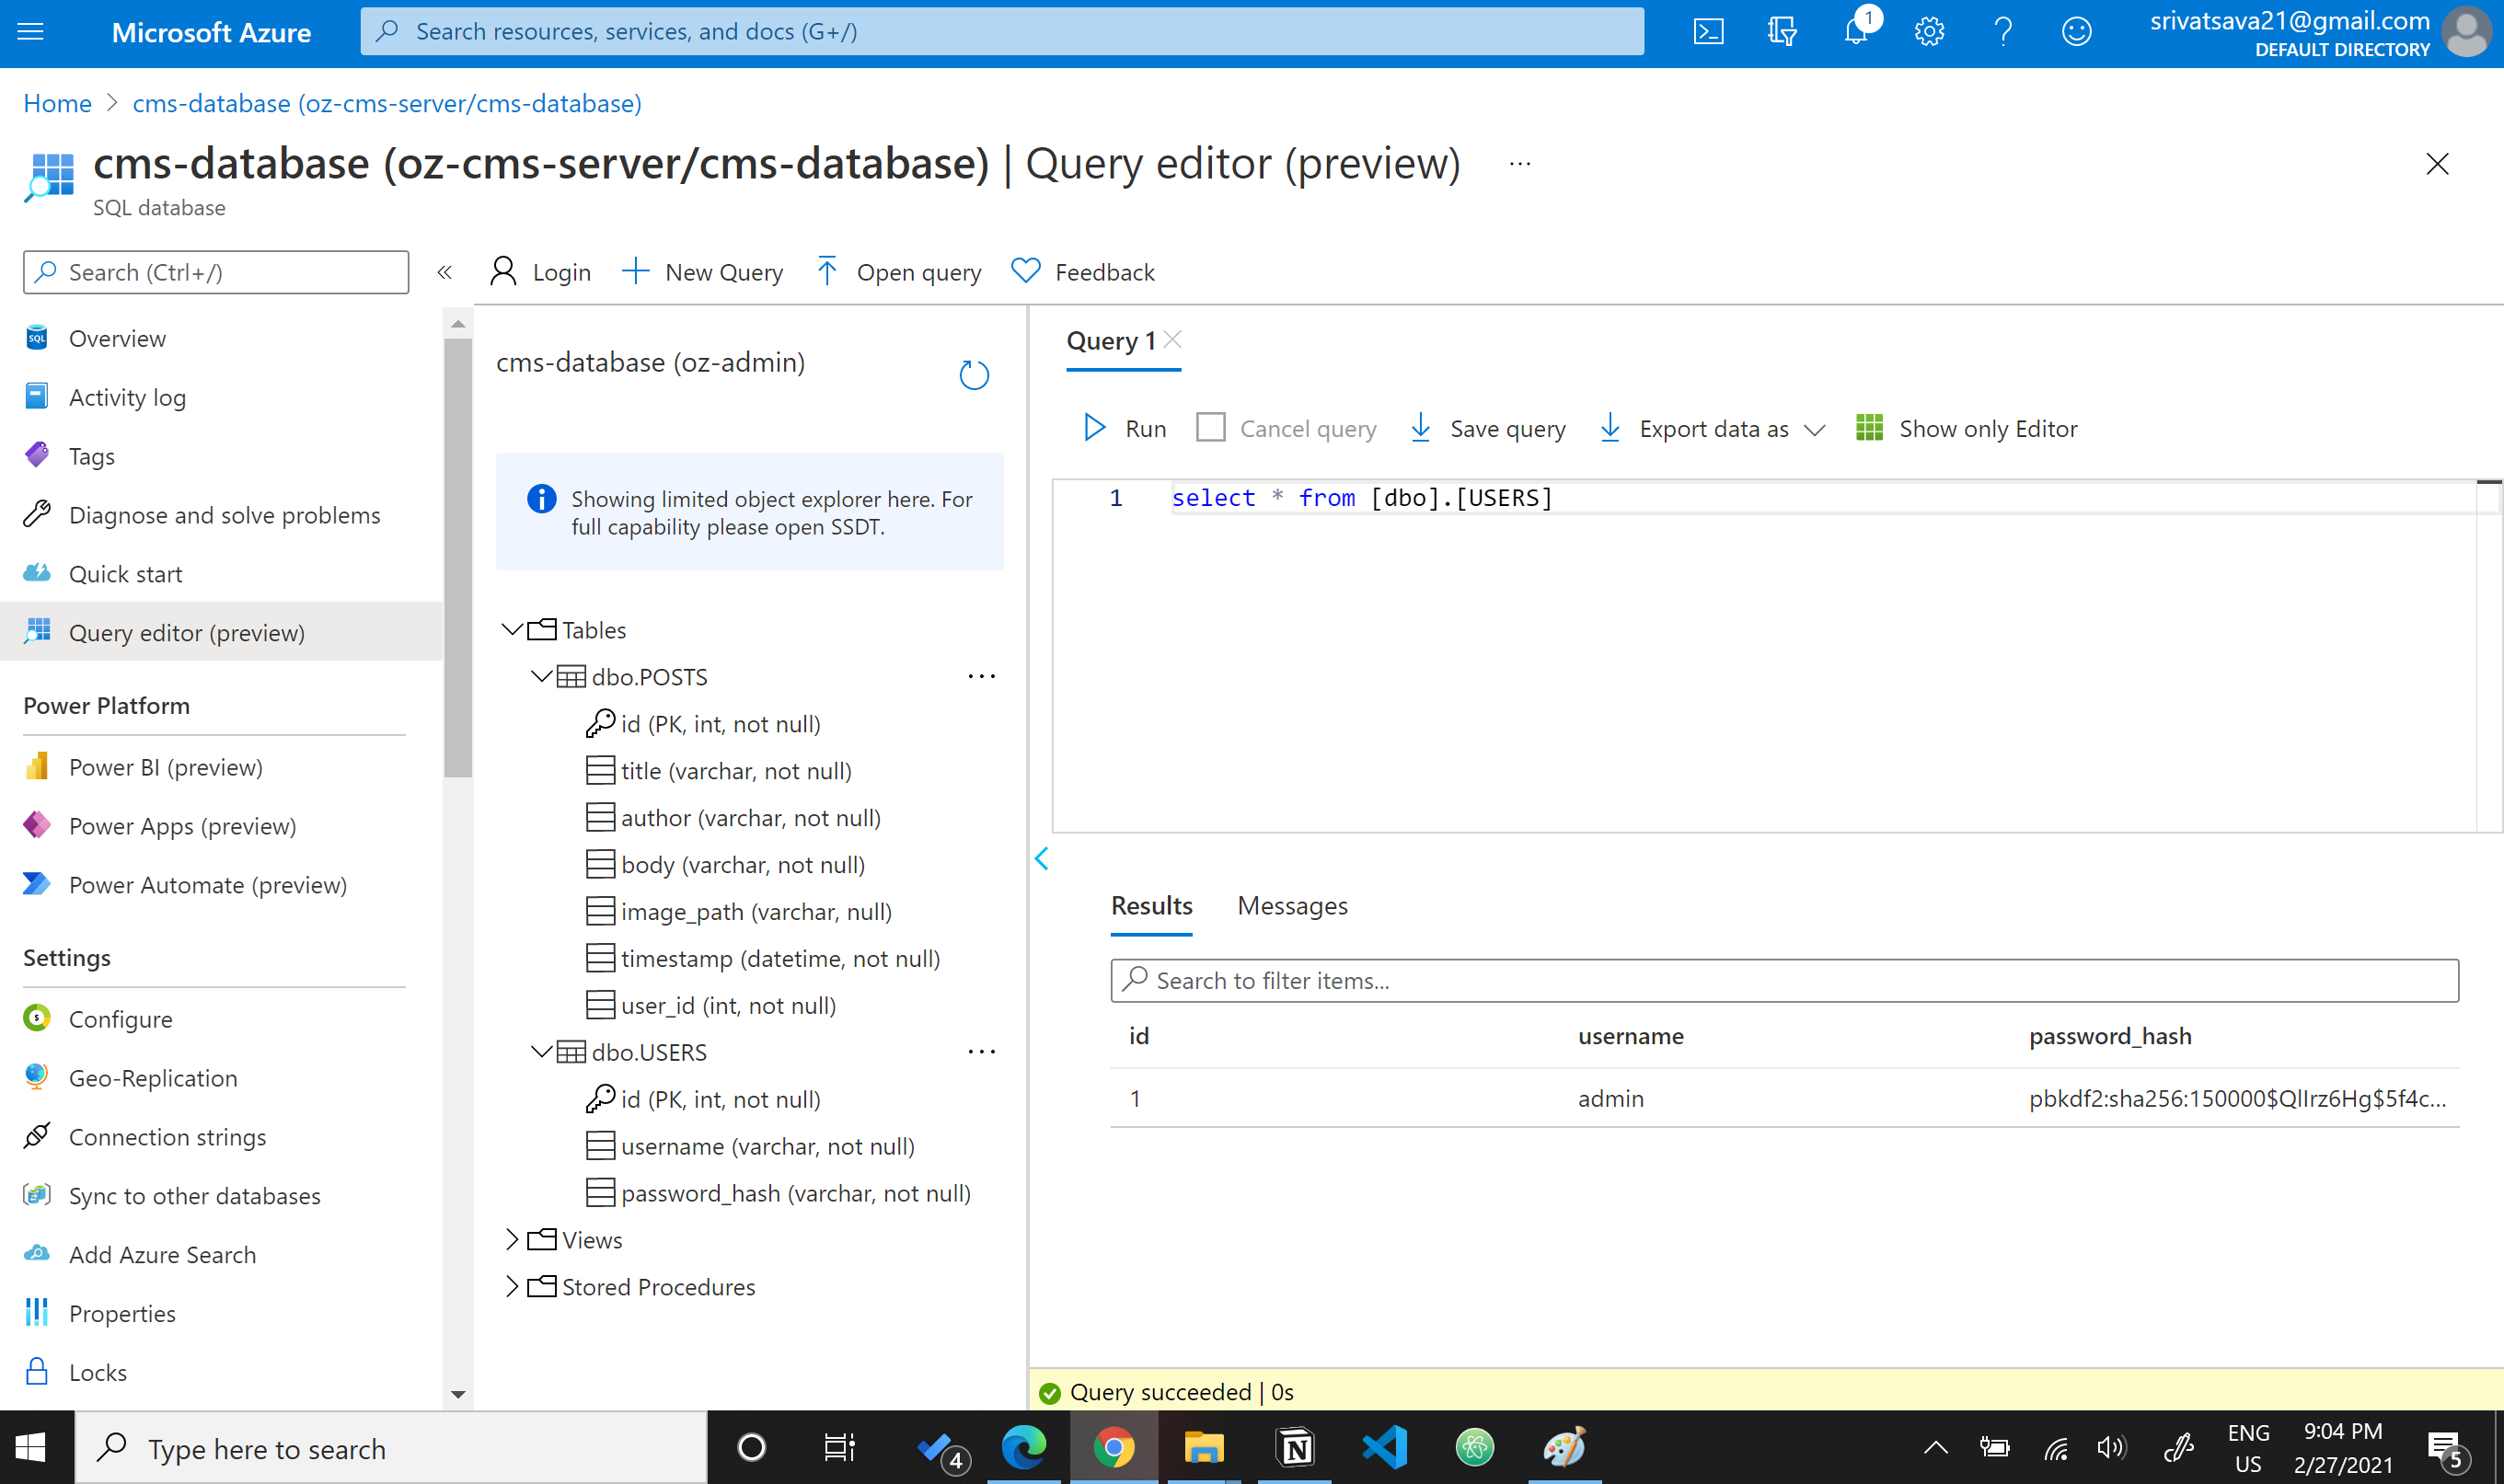 Microsoft Azure
Search resources, services, and docs (G+/)
1
srivatsava21@gmail.com
DEFAULT DIRECTORY
Home
cms-database (oz-cms-server/cms-database)
cms-database (oz-cms-server/cms-database) | Query editor (preview)
...
SQL database
Search (Ctrl+/)
«
Login
New Query
Open query
Feedback
Overview
Activity log
Tags
Diagnose and solve problems
Quick start
Query editor (preview)
Power Platform
Power BI (preview)
Power Apps (preview)
Power Automate (preview)
Settings
Configure
Geo-Replication
Connection strings
Sync to other databases
Add Azure Search
Properties
Locks
cms-database (oz-admin)
Showing limited object explorer here. For
full capability please open SSDT.
Tables
dbo.POSTS
id (PK, int, not null)
title (varchar, not null)
author (varchar, not null)
body (varchar, not null)
image_path (varchar, null)
timestamp (datetime, not null)
user_id (int, not null)
dbo.USERS
id (PK, int, not null)
username (varchar, not null)
password_hash (varchar, not null)
Views
Stored Procedures
Query 1
Run
Cancel query
Save query
Export data as
Show only Editor
1 select * from [dbo].[USERS]
Results Messages
Search to filter items...
id username password_hash
1 admin pbkdf2:sha256:150000$QlIrz6Hg$5f4c...
Query succeeded | 0s
Type here to search
4
ENG
US
9:04 PM
2/27/2021
5